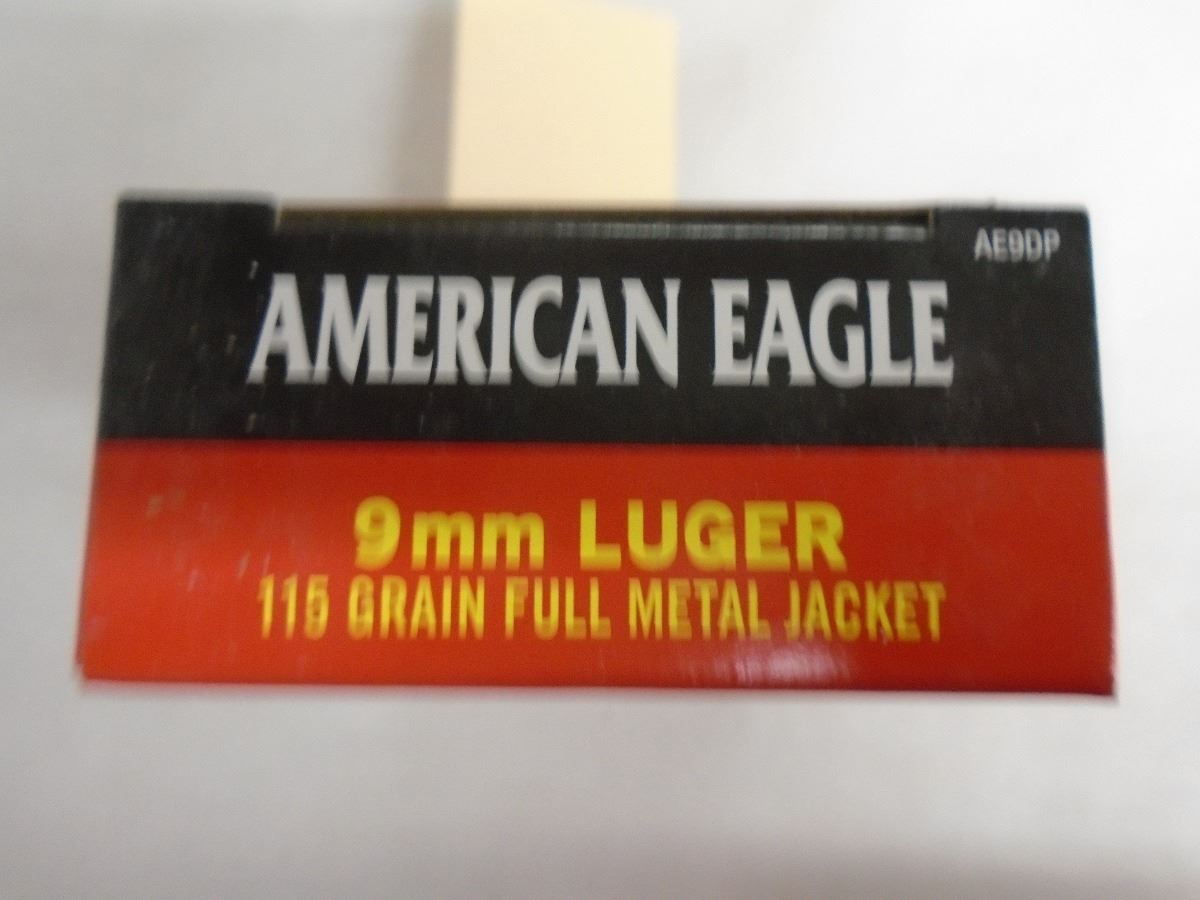 AE9DP
AMERICAN EAGLE
9mm LUGER
115 GRAIN FULL METAL JACKET